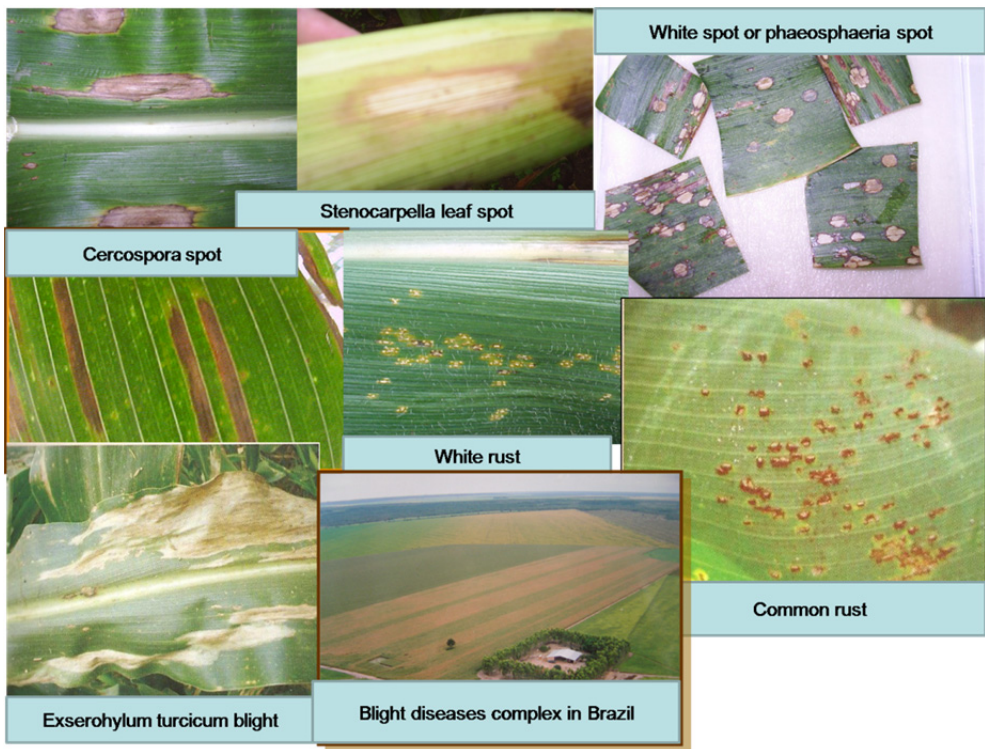 White spot or phaeosphaeria spot
Stenocarpella leaf spot
Cercospora spot
White rust
Common rust
Exserohylum turcicum blight
Blight diseases complex in Brazil